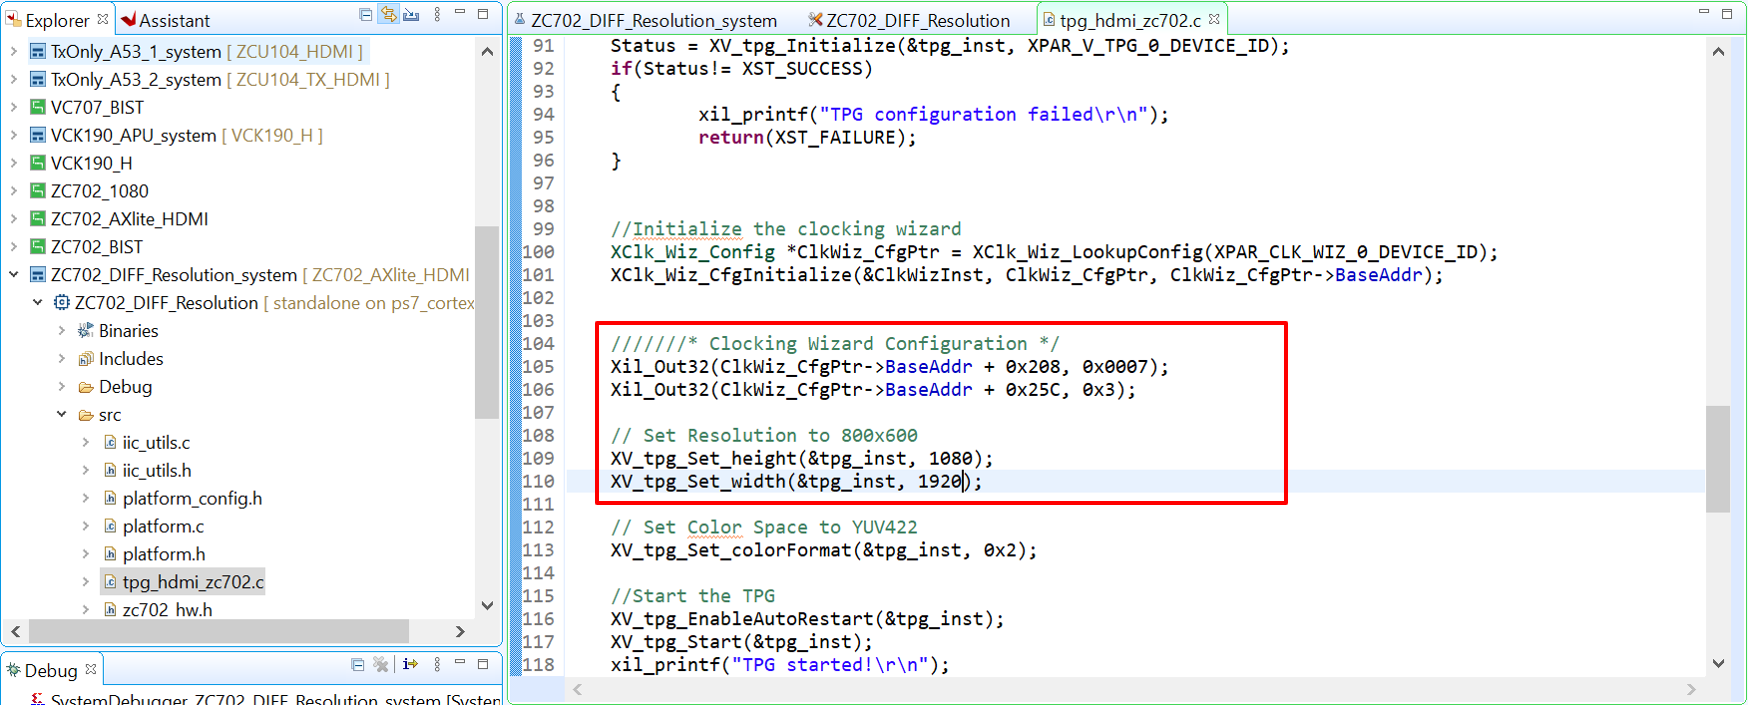 Explorer
Assistant
TxOnly_A53_1_system [ ZCU104_HDMI ]
TxOnly_A53_2_system [ ZCU104_TX_HDMI ]
VC707_BIST
VCK190_APU_system [ VCK190_H ]
VCK190_H
ZC702_1080
ZC702_AXlite_HDMI
ZC702_BIST
ZC702_DIFF_Resolution_system [ ZC702_AXlite_HDMI
ZC702_DIFF_Resolution [ standalone on ps7_cortex
Binaries
Includes
Debug
src
iic_utils.c
iic_utils.h
platform_config.h
platform.c
platform.h
tpg_hdmi_zc702.c
zc702_hw.h
Debug
SystemDebugger_ZC702_DIFF_Resolution_system [System
ZC702_DIFF_Resolution_system
ZC702_DIFF_Resolution
tpg_hdmi_zc702.c
91 Status = XV_tpg_Initialize(&tpg_inst, XPAR_V_TPG_0_DEVICE_ID);
92 if(Status!= XST_SUCCESS)
93 {
94 xil_printf("TPG configuration failed\r\n");
95 return(XST_FAILURE);
96 }
97
98
99 //Initialize the clocking wizard
100 XClk_Wiz_Config *ClkWiz_CfgPtr = XClk_Wiz_LookupConfig(XPAR_CLK_WIZ_0_DEVICE_ID);
101 XClk_Wiz_CfgInitialize(&ClkWizInst, ClkWiz_CfgPtr, ClkWiz_CfgPtr->BaseAddr);
102
103
104 ///////* Clocking Wizard Configuration */
105 Xil_Out32(ClkWiz_CfgPtr->BaseAddr + 0x208, 0x0007);
106 Xil_Out32(ClkWiz_CfgPtr->BaseAddr + 0x25C, 0x3);
107
108 // Set Resolution to 800x600
109 XV_tpg_Set_height(&tpg_inst, 1080);
110 XV_tpg_Set_width(&tpg_inst, 1920);
111
112 // Set Color Space to YUV422
113 XV_tpg_Set_colorFormat(&tpg_inst, 0x2);
114
115 //Start the TPG
116 XV_tpg_EnableAutoRestart(&tpg_inst);
117 XV_tpg_Start(&tpg_inst);
118 xil_printf("TPG started!\r\n");